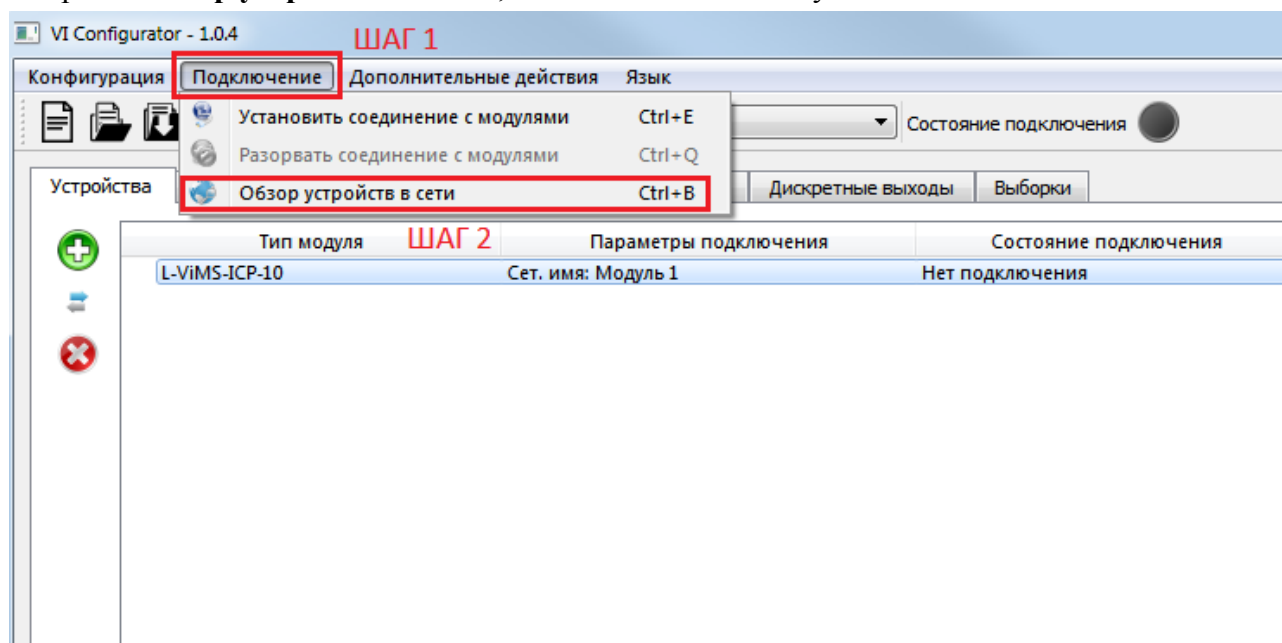 VI Configurator - 1.0.4
ШАГ 1
Конфигурация Подключение Дополнительные действия Язык
Установить соединение с модулями Ctrl+E
Состояние подключения
Разорвать соединение с модулями Ctrl+Q
Устройства
Обзор устройств в сети Ctrl+B
Дискретные выходы Выборки
ШАГ 2
Тип модуля Параметры подключения Состояние подключения
L-ViMS-ICP-10 Сет. имя: Модуль 1 Нет подключения